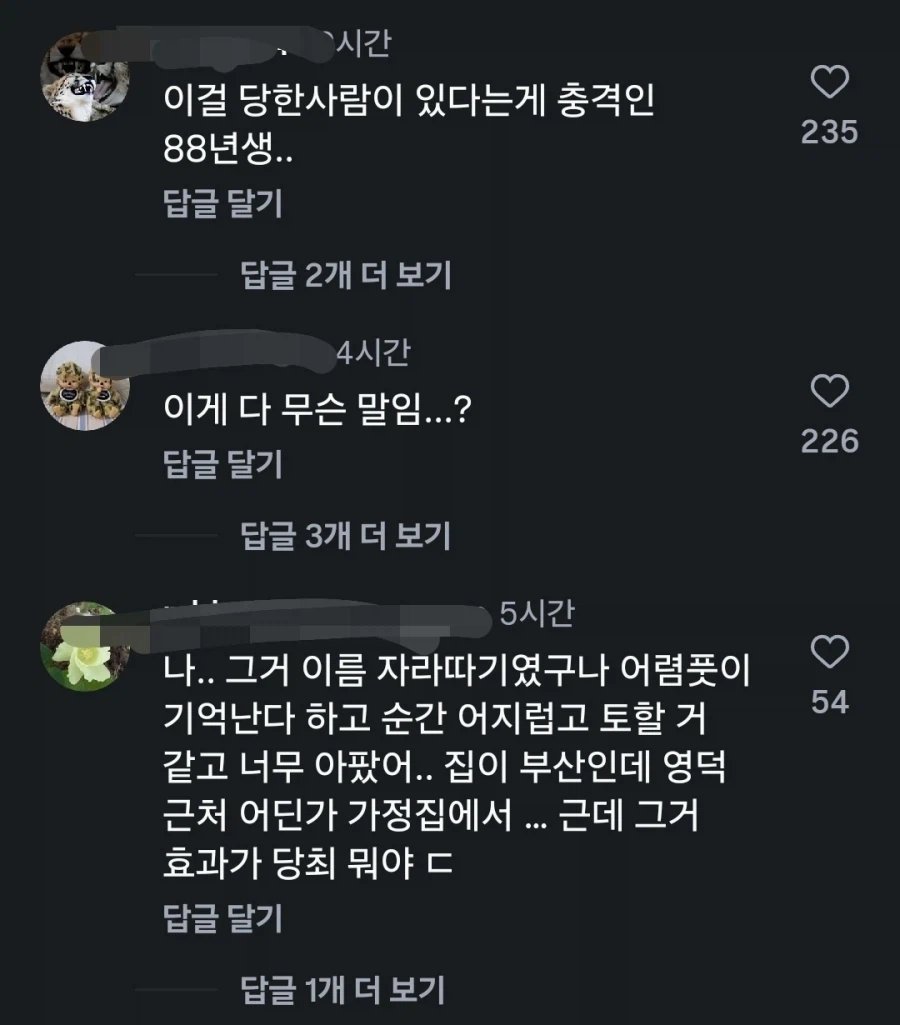 시간
이걸 당한사람이 있다는게 충격인
88년생..
235
답글 달기
답글 2개 더 보기
4시간
이게 다 무슨 말임...?
226
답글 달기
답글 3개 더 보기
5시간
나.. 그거 이름 자라따기였구나 어렴풋이
기억난다 하고 순간 어지럽고 토할 거
같고 너무 아팠어.. 집이 부산인데 영덕
근처 어딘가 가정집에서 ... 근데 그거
효과가 당최 뭐야 ㄷ
54
답글 달기
답글 1개 더 보기